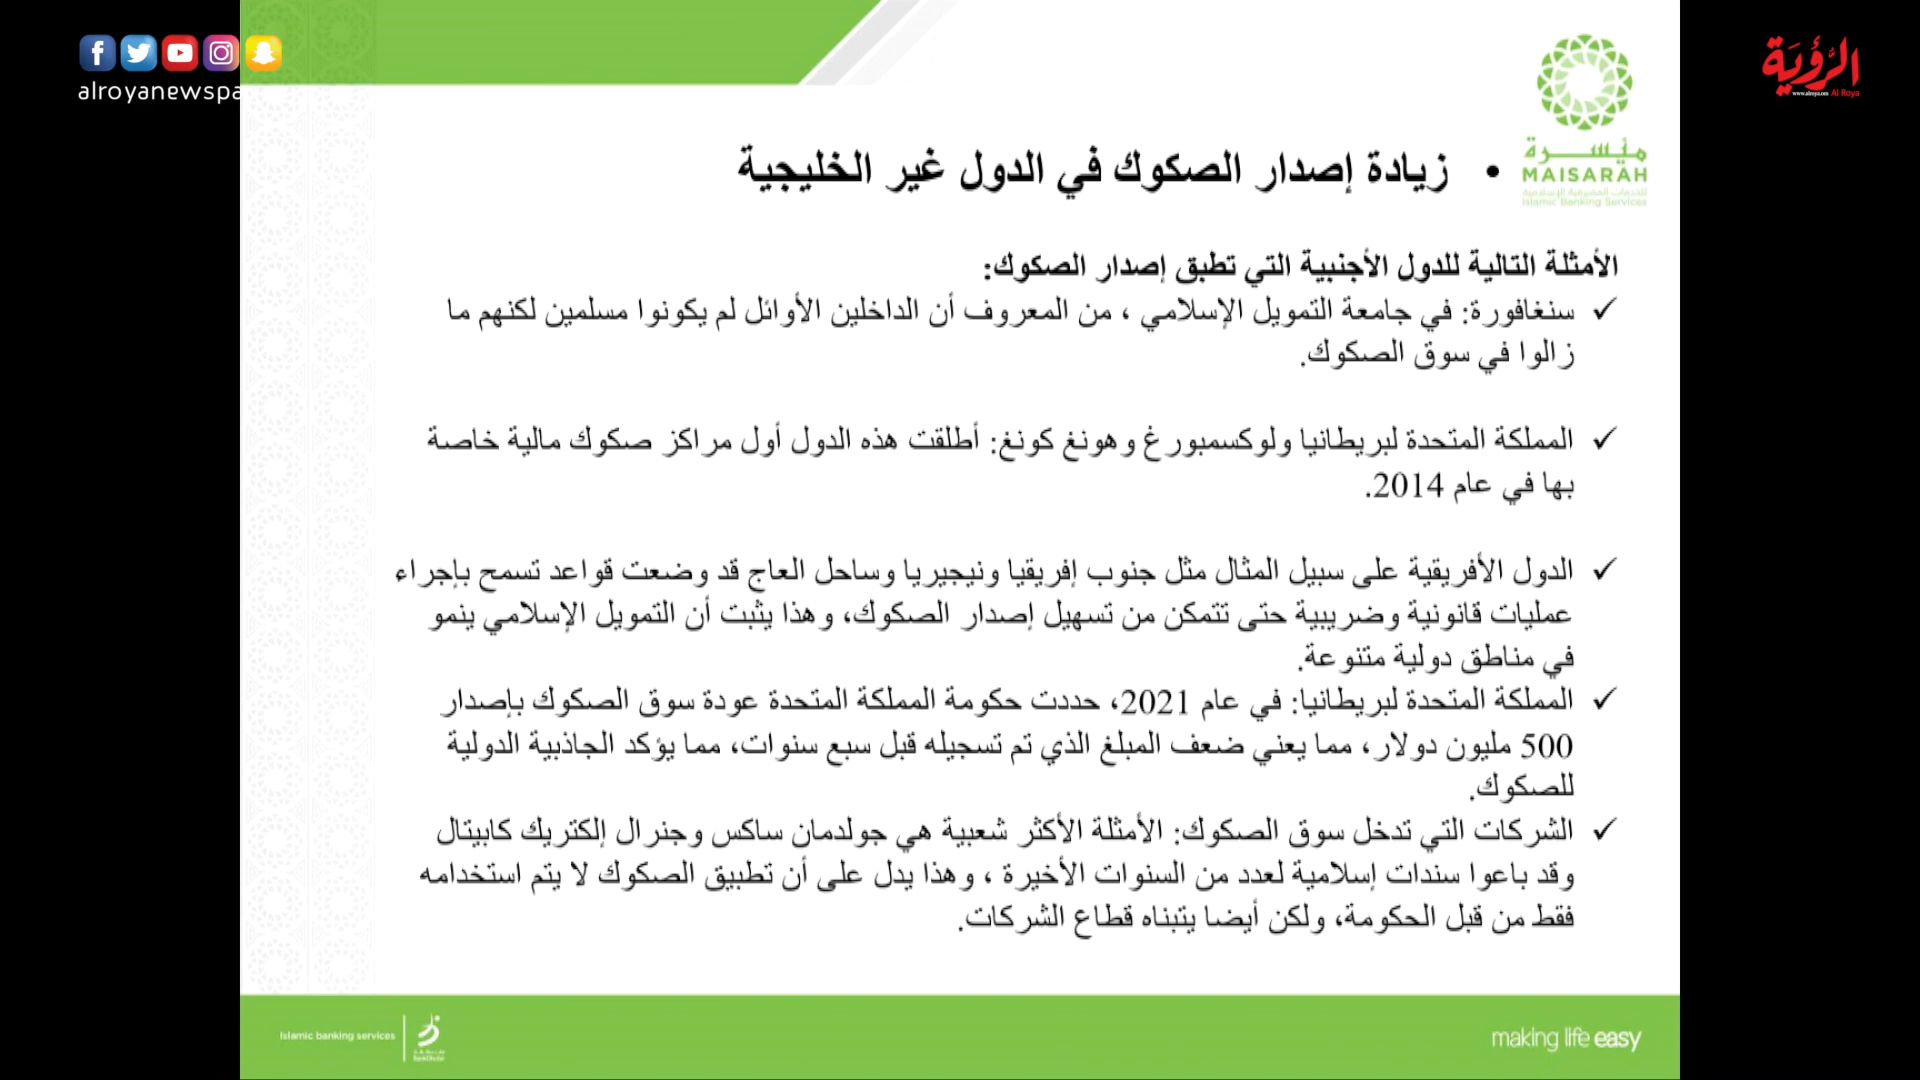 alroyanewspa
الرؤية
www.alroya.om Al Roya
ميسرة
MAISARAH
للخدمات المصرفية الإسلامية
Islamic Banking Services
• زيادة إصدار الصكوك في الدول غير الخليجية
الأمثلة التالية للدول الأجنبية التي تطبق إصدار الصكوك:
✓ سنغافورة: في جامعة التمويل الإسلامي ، من المعروف أن الداخلين الأوائل لم يكونوا مسلمين لكنهم ما
زالوا في سوق الصكوك.
✓ المملكة المتحدة لبريطانيا ولوكسمبورغ وهونغ كونغ: أطلقت هذه الدول أول مراكز صكوك مالية خاصة
بها في عام 2014.
✓ الدول الأفريقية على سبيل المثال مثل جنوب إفريقيا ونيجيريا وساحل العاج قد وضعت قواعد تسمح بإجراء
عمليات قانونية وضريبية حتى تتمكن من تسهيل إصدار الصكوك، وهذا يثبت أن التمويل الإسلامي ينمو
في مناطق دولية متنوعة.
✓ المملكة المتحدة لبريطانيا: في عام 2021، حددت حكومة المملكة المتحدة عودة سوق الصكوك بإصدار
500 مليون دولار، مما يعني ضعف المبلغ الذي تم تسجيله قبل سبع سنوات، مما يؤكد الجاذبية الدولية
للصكوك.
✓ الشركات التي تدخل سوق الصكوك: الأمثلة الأكثر شعبية هي جولدمان ساكس وجنرال إلكتريك كابيتال
وقد باعوا سندات إسلامية لعدد من السنوات الأخيرة ، وهذا يدل على أن تطبيق الصكوك لا يتم استخدامه
فقط من قبل الحكومة، ولكن أيضا يتبناه قطاع الشركات.
Islamic banking services
making life easy